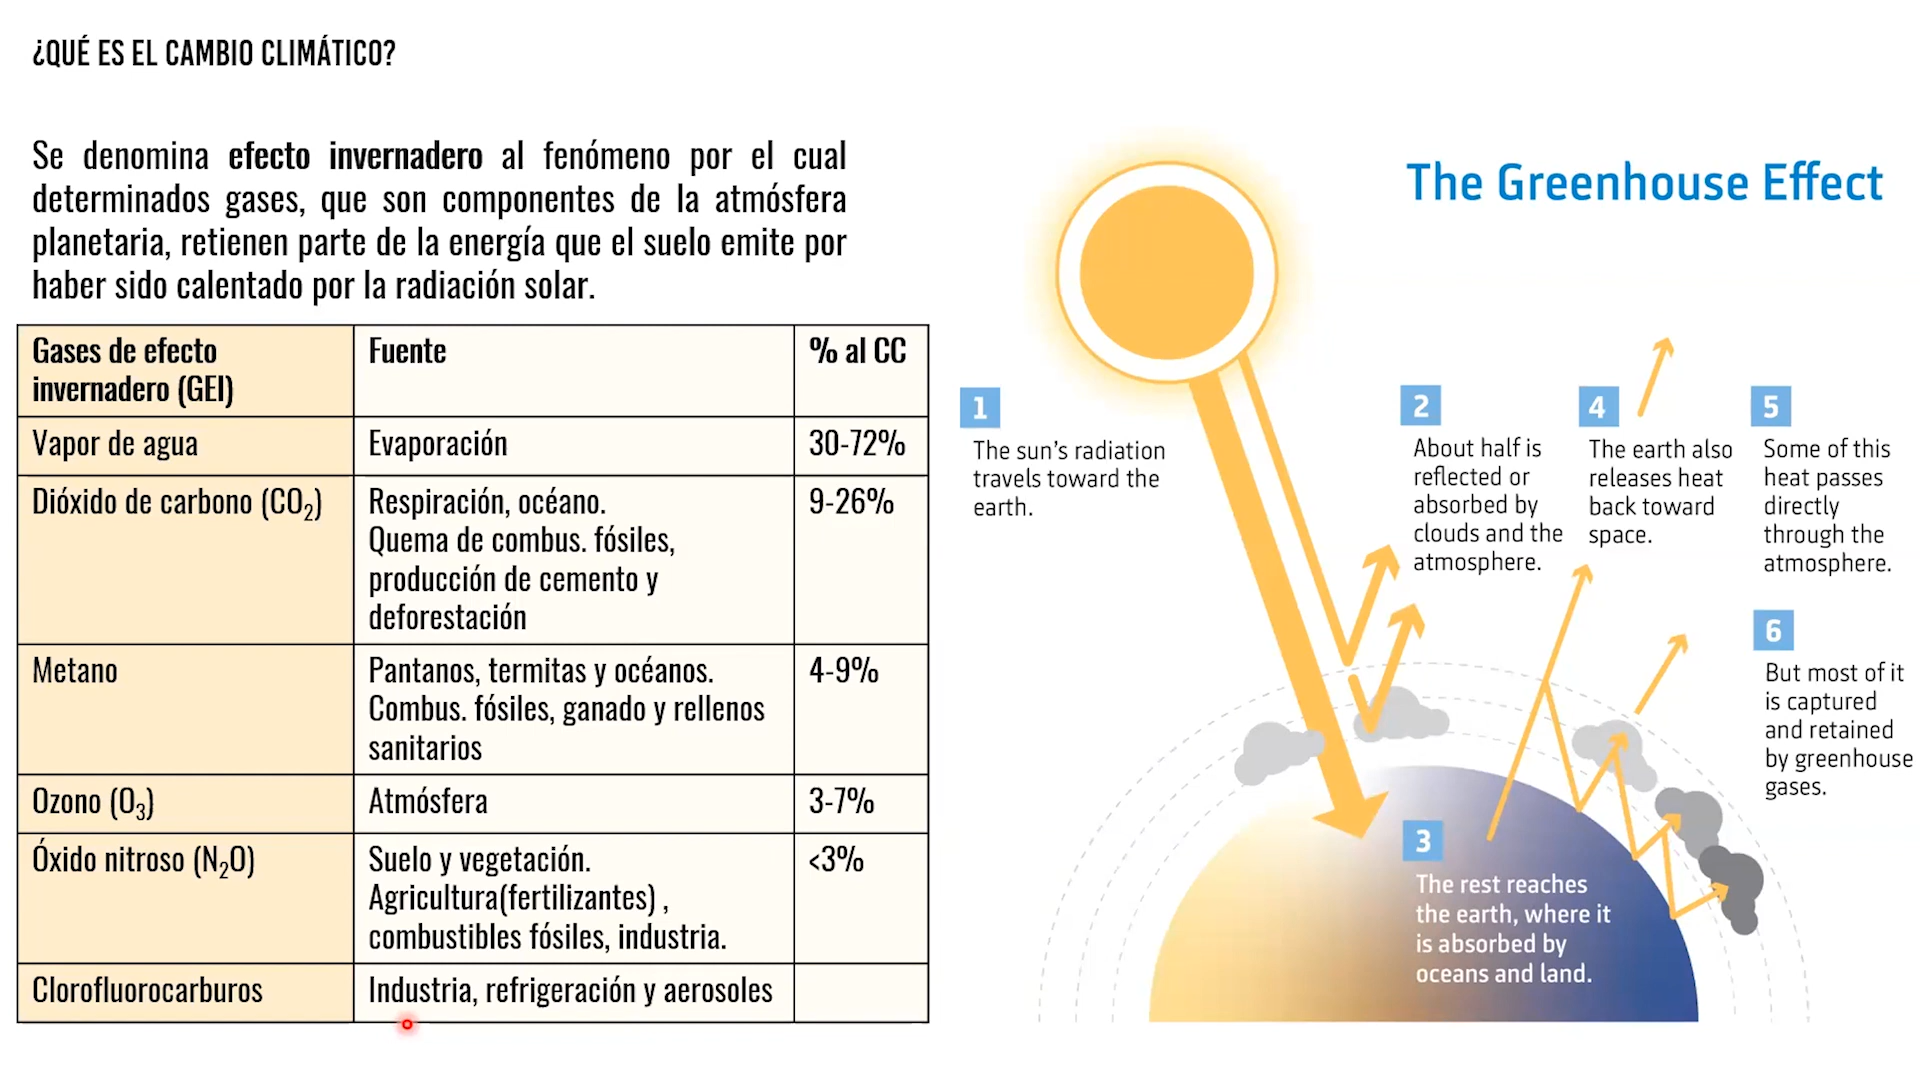 ¿QUÉ ES EL CAMBIO CLIMÁTICO?
Se denomina efecto invernadero al fenómeno por el cual
determinados gases, que son componentes de la atmósfera
planetaria, retienen parte de la energía que el suelo emite por
haber sido calentado por la radiación solar.
Gases de efecto
invernadero (GEI)
Fuente
% al CC
Vapor de agua
Evaporación
30-72%
Dióxido de carbono (CO₂)
Respiración, océano.
Quema de combus. fósiles,
producción de cemento y
deforestación
9-26%
Metano
Pantanos, termitas y océanos.
Combus. fósiles, ganado y rellenos
sanitarios
4-9%
Ozono (O₃)
Atmósfera
3-7%
Óxido nitroso (N₂O)
Suelo y vegetación.
Agricultura(fertilizantes) ,
combustibles fósiles, industria.
<3%
Clorofluorocarburos
Industria, refrigeración y aerosoles
The Greenhouse Effect
1
The sun's radiation
travels toward the
earth.
2
About half is
reflected or
absorbed by
clouds and the
atmosphere.
3
The rest reaches
the earth, where it
is absorbed by
oceans and land.
4
The earth also
releases heat
back toward
space.
5
Some of this
heat passes
directly
through the
atmosphere.
6
But most of it
is captured
and retained
by greenhouse
gases.